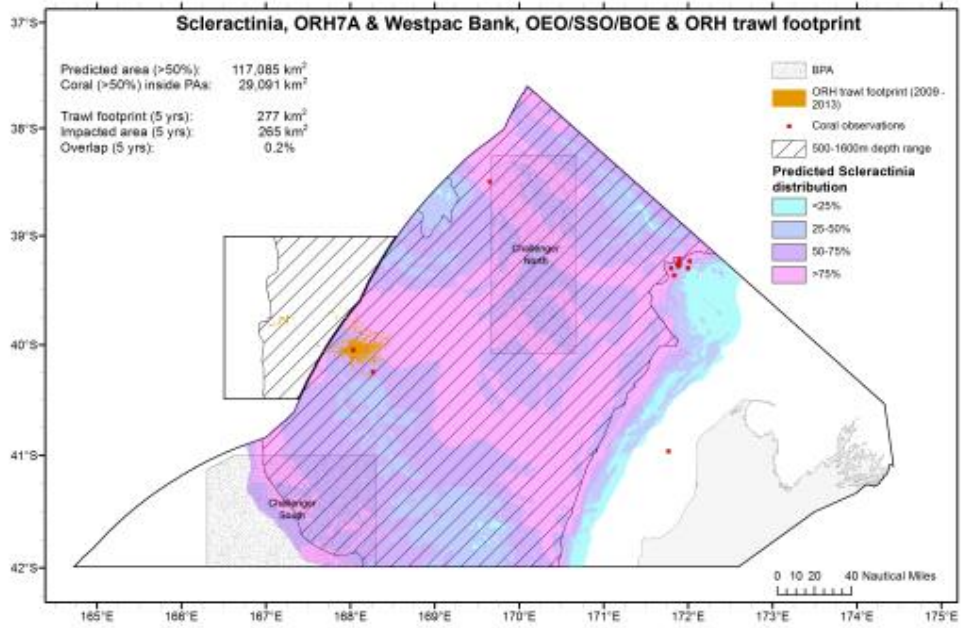 Scleractinia, ORH7A & Westpac Bank, OEO/SSO/BOE & ORH trawl footprint
Predicted area (>50%): 117,085 km²
Coral (>50%) inside PAs: 29,091 km²
Trawl footprint (5 yrs): 277 km²
Impacted area (5 yrs): 265 km²
Overlap (5 yrs): 0.2%
BPA
ORH trawl footprint (2009 -
2013)
Coral observations
500-1600m depth range
Predicted Scleractinia
distribution
<25%
25-50%
50-75%
>75%
Challenger
North
Challenger
South
0 10 20 40 Nautical Miles
37°S
38°S
39°S
40°S
41°S
42°S
165°E 166°E 167°E 168°E 169°E 170°E 171°E 172°E 173°E 174°E 175°E